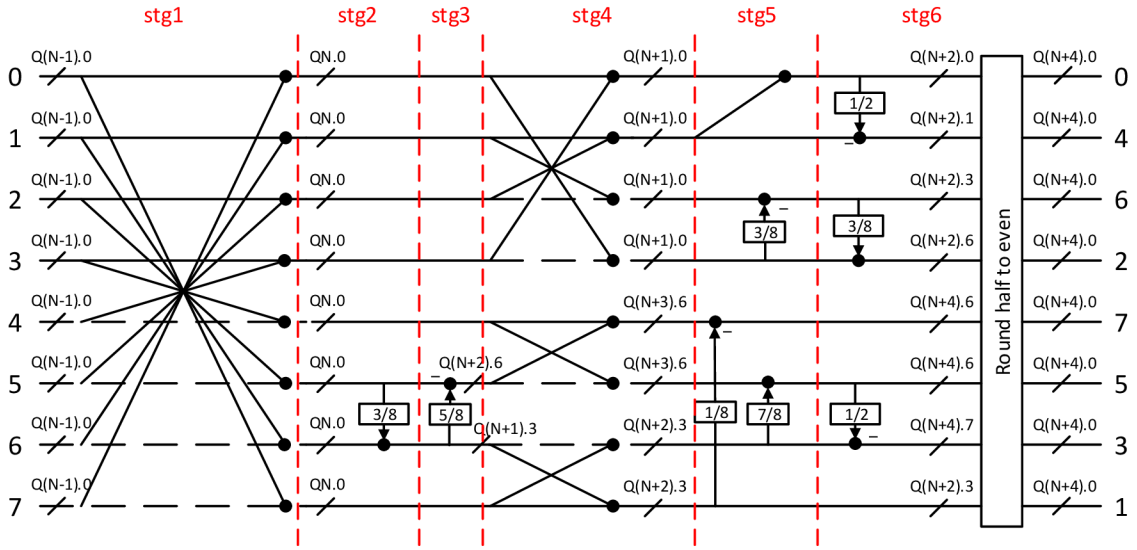 stg1 stg2 stg3 stg4 stg5 stg6
Q(N-1).0 QN.0 Q(N+1).0 Q(N+2).0 Q(N+4).0
0 0
1/2
Q(N-1).0 QN.0 Q(N+1).0 Q(N+2).1 Q(N+4).0
1 – 4
Q(N-1).0 QN.0 Q(N+1).0 Q(N+2).3 Q(N+4).0
2 – 6
3/8 3/8
Q(N-1).0 QN.0 Q(N+1).0 Q(N+2).6 Q(N+4).0
3 2
Q(N-1).0 QN.0 Q(N+3).6 Q(N+4).6 Q(N+4).0
4 – 7
Q(N-1).0 QN.0 Q(N+2).6 Q(N+3).6 Q(N+4).6 Q(N+4).0
5 – 5
3/8 5/8 1/8 7/8 1/2
Q(N-1).0 QN.0 Q(N+1).3 Q(N+2).3 Q(N+4).7 Q(N+4).0
6 – 3
Q(N-1).0 QN.0 Q(N+2).3 Q(N+2).3 Q(N+4).0
7 1
Round half to even